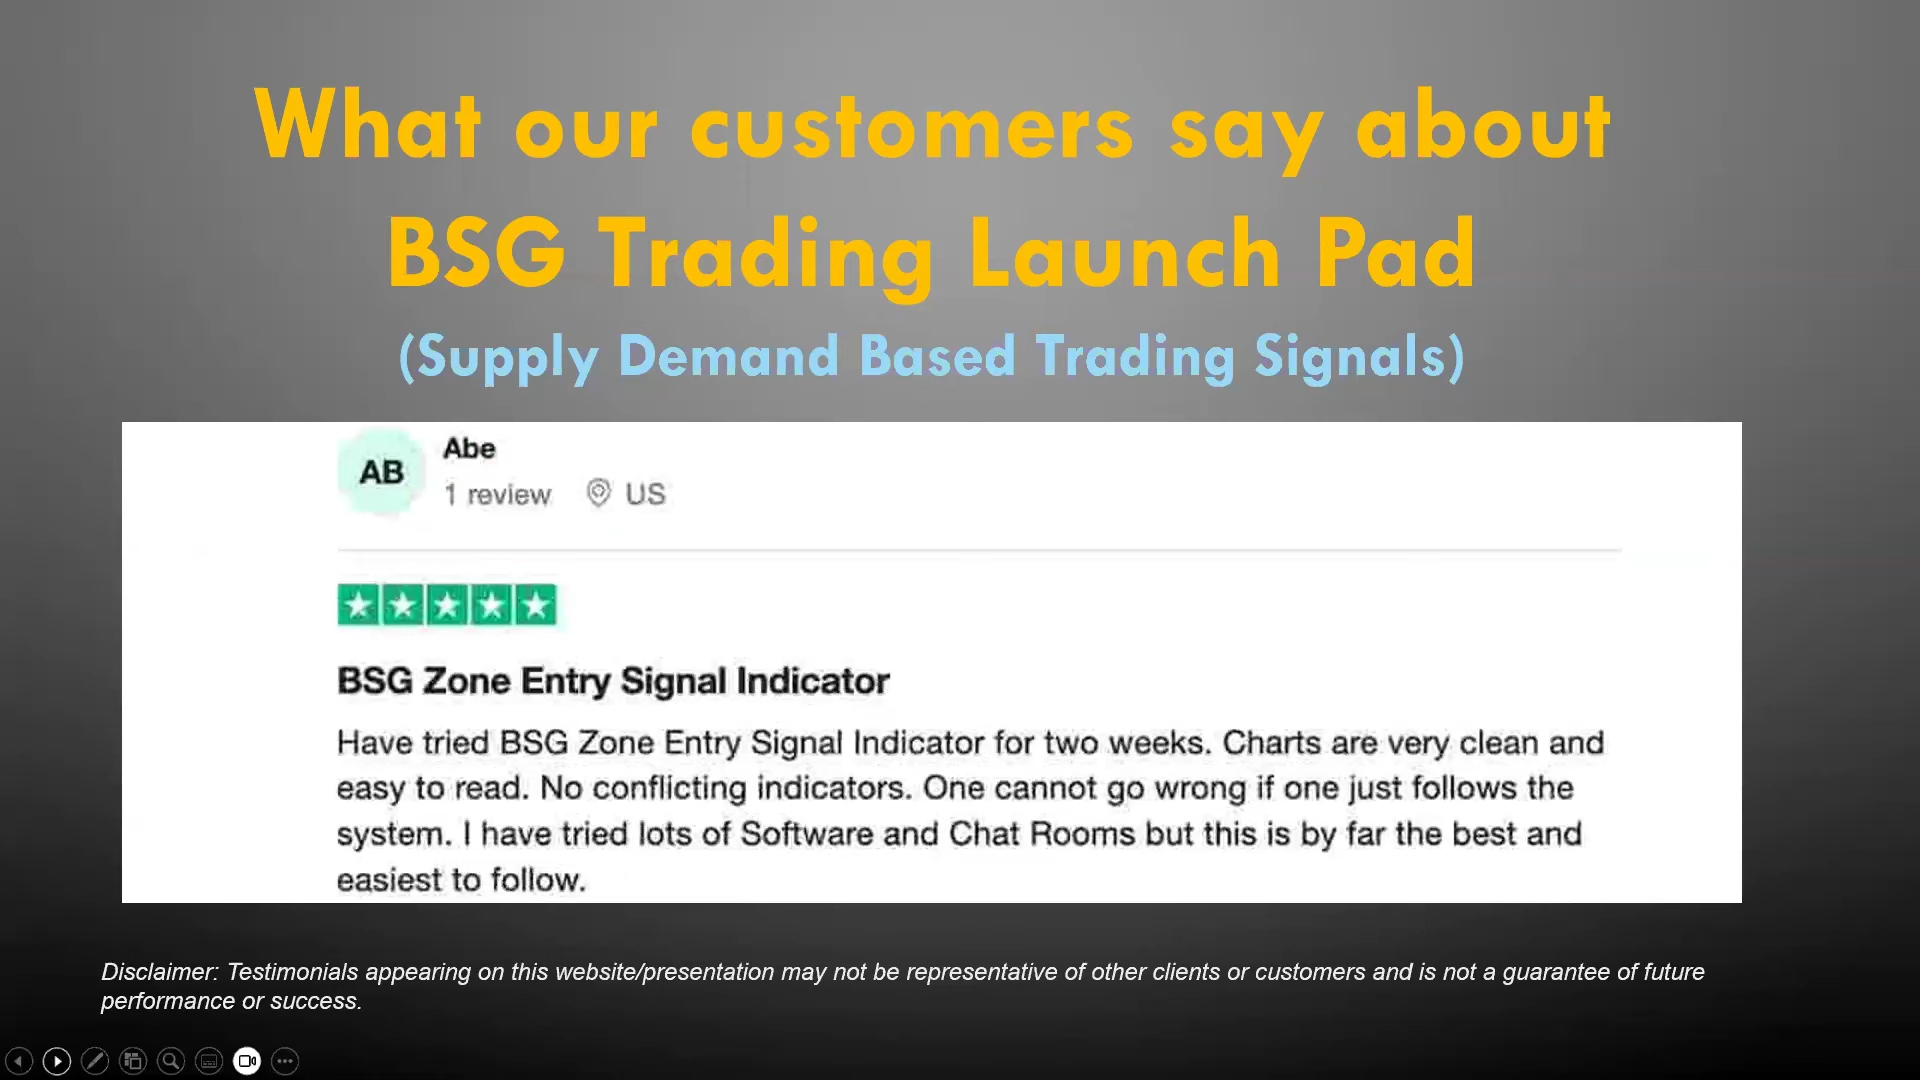 What our customers say about
BSG Trading Launch Pad
(Supply Demand Based Trading Signals)
AB
Abe
1 review US
BSG Zone Entry Signal Indicator
Have tried BSG Zone Entry Signal Indicator for two weeks. Charts are very clean and
easy to read. No conflicting indicators. One cannot go wrong if one just follows the
system. I have tried lots of Software and Chat Rooms but this is by far the best and
easiest to follow.
Disclaimer: Testimonials appearing on this website/presentation may not be representative of other clients or customers and is not a guarantee of future
performance or success.